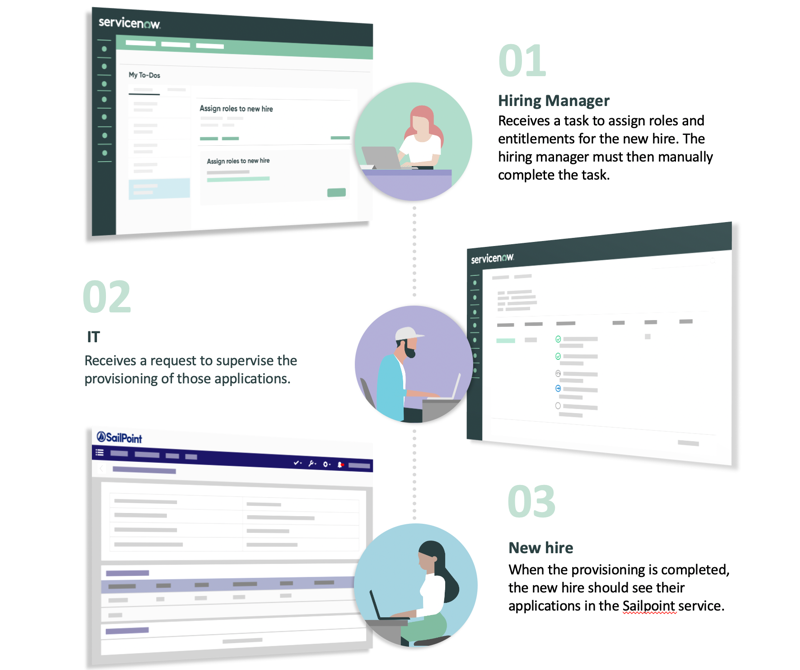 servicenow.
My To-Dos
Assign roles to new hire
Assign roles to new hire
01
Hiring Manager
Receives a task to assign roles and
entitlements for the new hire. The
hiring manager must then manually
complete the task.
servicenow.
02
IT
Receives a request to supervise the
provisioning of those applications.
SailPoint
03
New hire
When the provisioning is completed,
the new hire should see their
applications in the Sailpoint service.